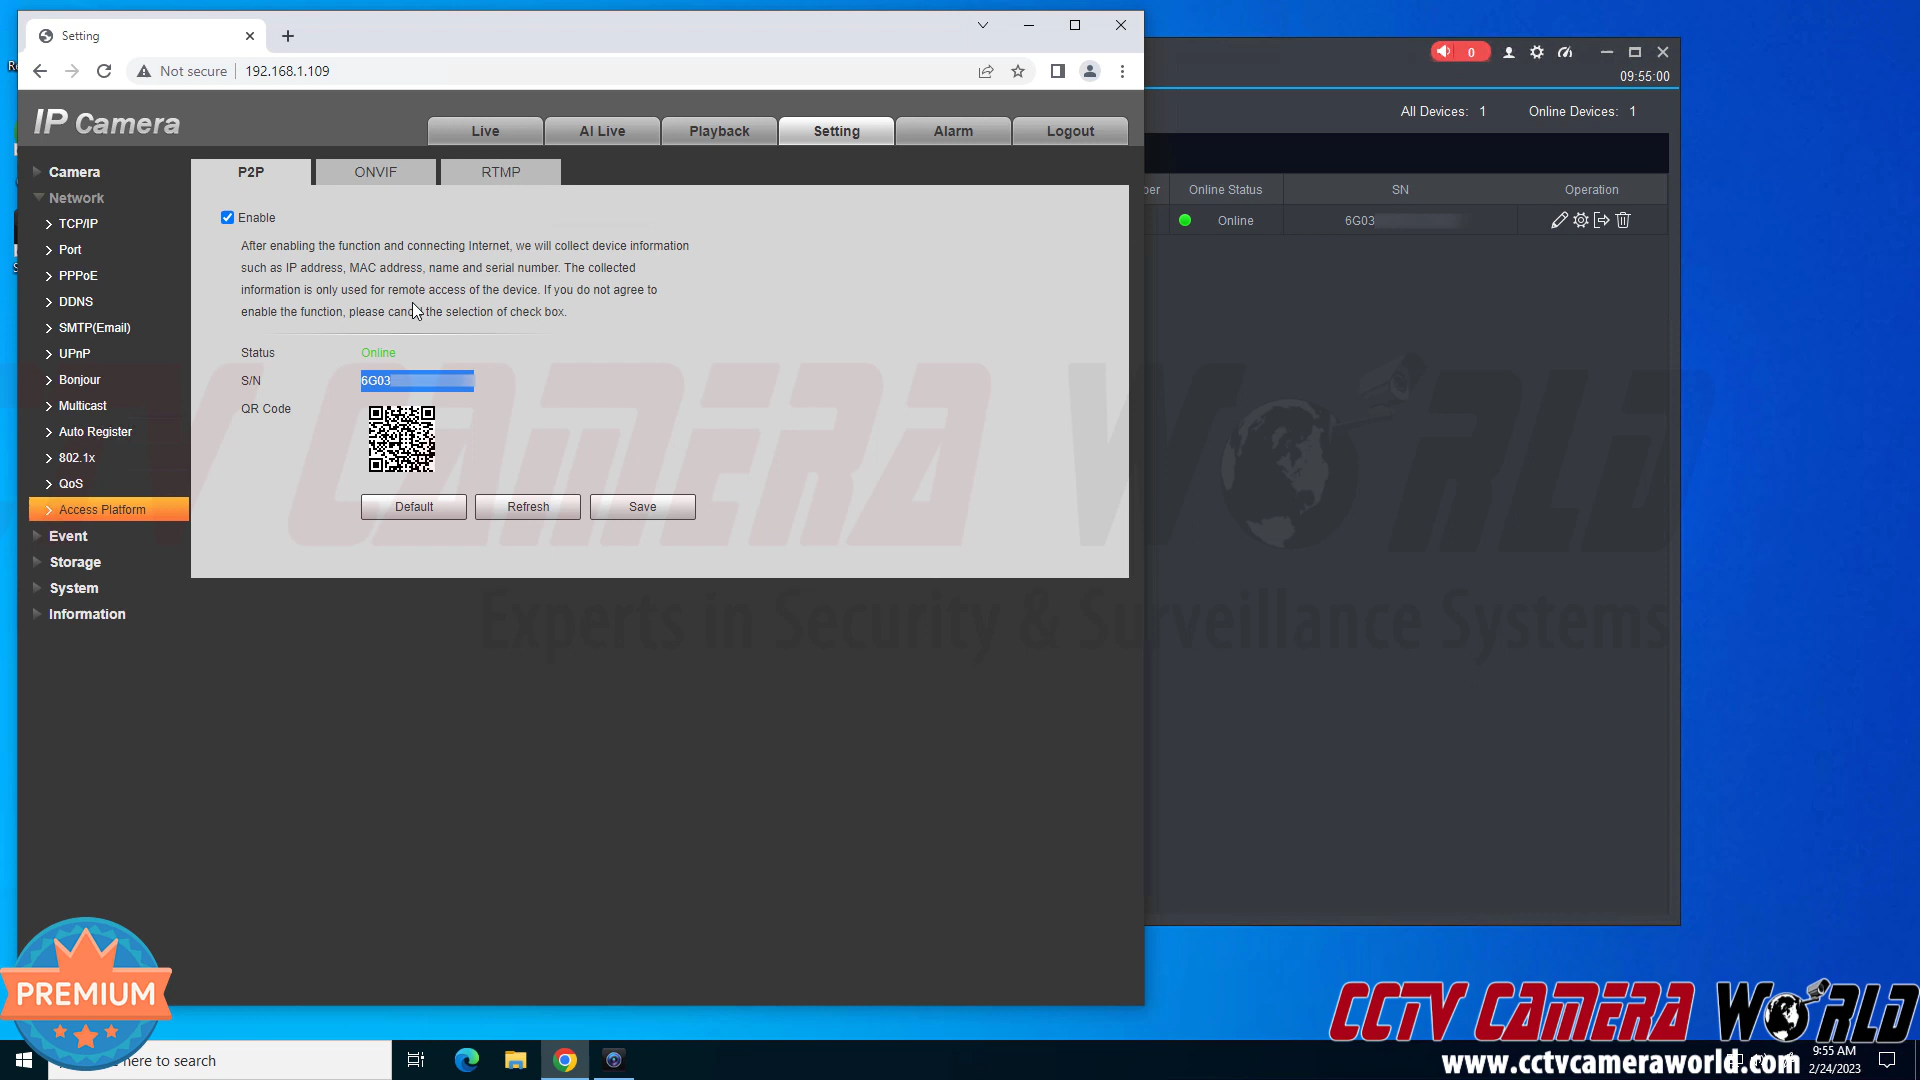 Setting
Not secure
192.168.1.109
IP Camera
Live
AI Live
Playback
Setting
Alarm
Logout
Camera
Network
TCP/IP
Port
PPPoE
DDNS
SMTP(Email)
UPnP
Bonjour
Multicast
Auto Register
802.1x
QoS
Access Platform
Event
Storage
System
Information
P2P
ONVIF
RTMP
Enable
After enabling the function and connecting Internet, we will collect device information
such as IP address, MAC address, name and serial number. The collected
information is only used for remote access of the device. If you do not agree to
enable the function, please cancel the selection of check box.
Status
Online
S/N
6G03
QR Code
Default
Refresh
Save
0
09:55:00
All Devices: 1
Online Devices: 1
Online Status
SN
Operation
Online
6G03
CAMERA WORLD
Experts in Security & Surveillance Systems
PREMIUM
here to search
CCTV CAMERA WORLD
www.cctvcameraworld.com
9:55 AM
2/24/2023